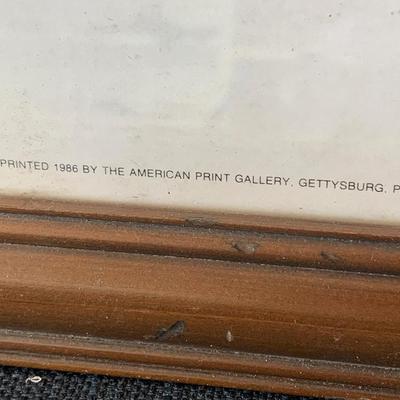 PRINTED 1986 BY THE AMERICAN PRINT GALLERY, GETTYSBURG, P